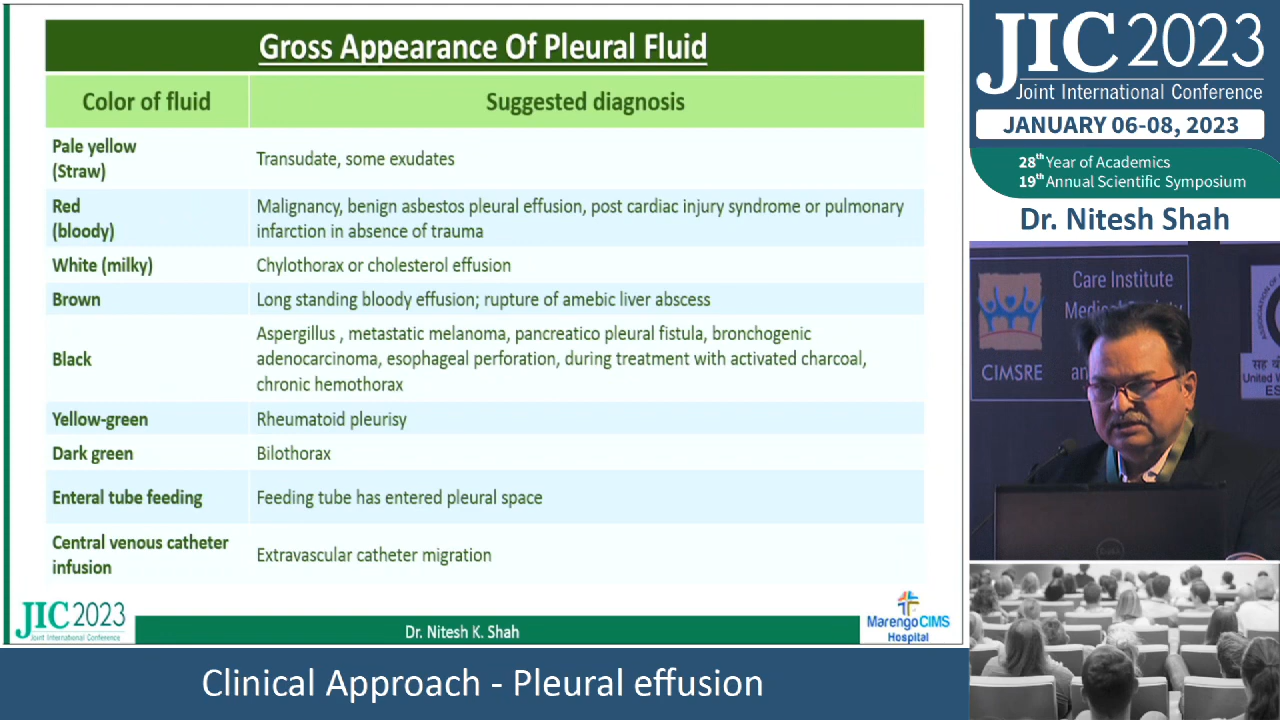 Gross Appearance Of Pleural Fluid
Color of fluid
Suggested diagnosis
Pale yellow
(Straw)
Transudate, some exudates
Red
(bloody)
Malignancy, benign asbestos pleural effusion, post cardiac injury syndrome or pulmonary
infarction in absence of trauma
White (milky)
Chylothorax or cholesterol effusion
Brown
Long standing bloody effusion; rupture of amebic liver abscess
Black
Aspergillus , metastatic melanoma, pancreatico pleural fistula, bronchogenic
adenocarcinoma, esophageal perforation, during treatment with activated charcoal,
chronic hemothorax
Yellow-green
Rheumatoid pleurisy
Dark green
Bilothorax
Enteral tube feeding
Feeding tube has entered pleural space
Central venous catheter
infusion
Extravascular catheter migration
JIC 2023
Joint International Conference
Dr. Nitesh K. Shah
Marengo CIMS
Hospital
Clinical Approach - Pleural effusion
JIC 2023
Joint International Conference
JANUARY 06-08, 2023
28th Year of Academics
19th Annual Scientific Symposium
Dr. Nitesh Shah
Care Institute
CIMSRE